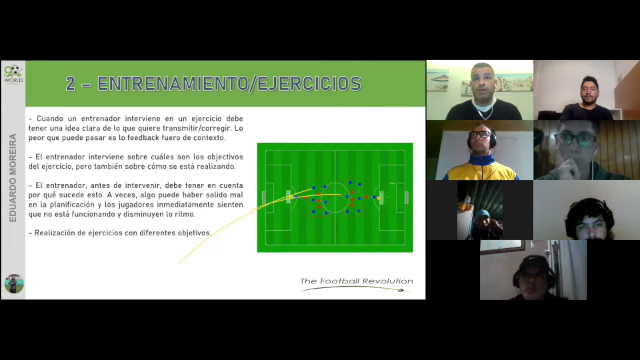 WORLD
2 – ENTRENAMIENTO/EJERCICIOS
EDUARDO MOREIRA
- Cuando un entrenador interviene en un ejercicio debe
tener una idea clara de lo que quiere transmitir/corregir. Lo
peor que puede pasar es lo feedback fuera de contexto.
- El entrenador interviene sobre cuáles son los objectivos
del ejercicio, pero también sobre cómo se está realizando.
- El entrenador, antes de intervenir, debe tener en cuenta
por qué sucede esto. A veces, algo puede haber salido mal
en la planificación y los jugadores immediatamente sienten
que no está funcionando y disminuyen lo ritmo.
- Realización de ejercicios con diferentes objetivos.
The Football Revolution